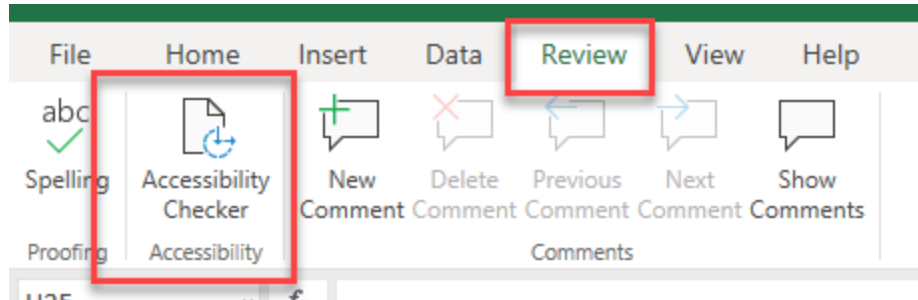 File Home Insert Data Review View Help
abc
Spelling Accessibility Checker New Comment Delete Comment Previous Comment Next Comment Show Comments
Proofing Accessibility Comments